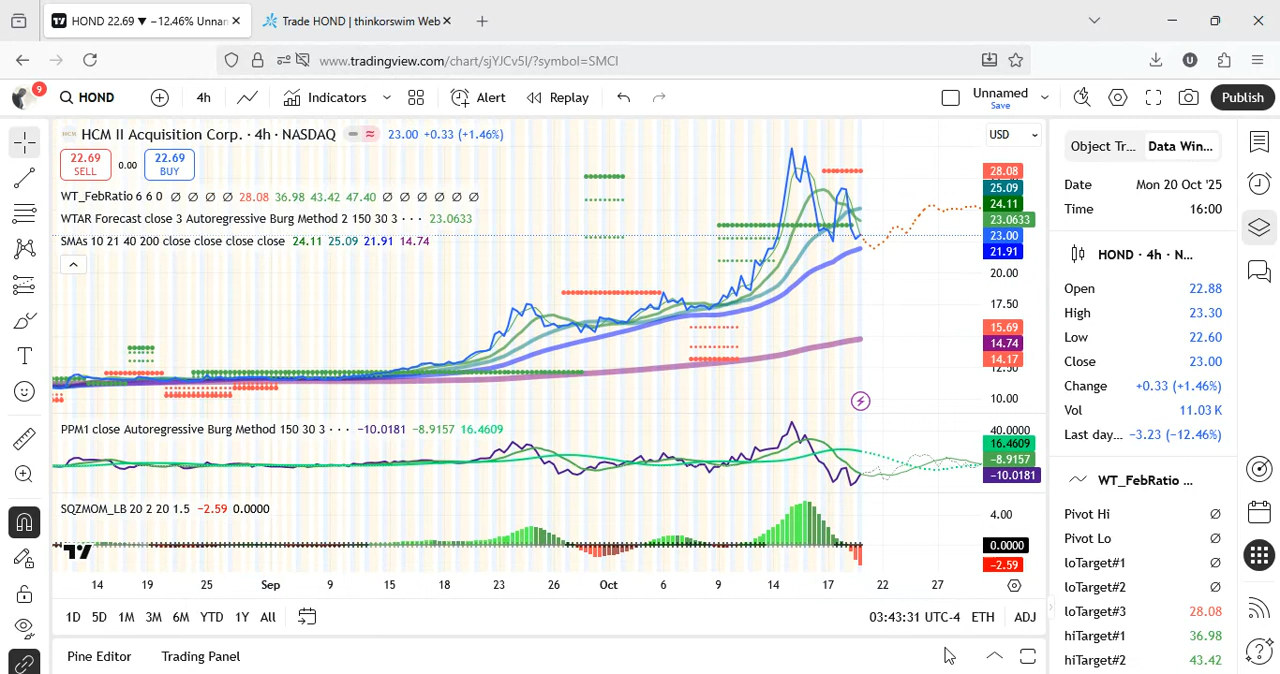 HOND 22.69 ▼ −12.46% Unnan
Trade HOND | thinkorswim Web
www.tradingview.com/chart/sjYJCv5l/?symbol=SMCI
U
9
HOND
4h
Indicators
Alert
Replay
Unnamed
Save
Publish
HCM HCM II Acquisition Corp. · 4h · NASDAQ
23.00 +0.33 (+1.46%)
USD
22.69
SELL
0.00
22.69
BUY
WT_FebRatio 6 6 0 ∅ ∅ ∅ ∅ 28.08 36.98 43.42 47.40 ∅ ∅ ∅ ∅ ∅ ∅
WTAR Forecast close 3 Autoregressive Burg Method 2 150 30 3 · · · 23.0633
SMAs 10 21 40 200 close close close close 24.11 25.09 21.91 14.74
28.08
25.09
24.11
23.0633
23.00
21.91
20.00
17.50
15.69
14.74
14.17
12.50
10.00
PPM1 close Autoregressive Burg Method 150 30 3 · · · −10.0181 −8.9157 16.4609
40.0000
16.4609
−8.9157
−10.0181
SQZMOM_LB 20 2 20 1.5 −2.59 0.0000
4.00
0.0000
−2.59
14 19 25 Sep 9 15 18 23 26 Oct 6 9 14 17 22 27
1D 5D 1M 3M 6M YTD 1Y All
03:43:31 UTC-4 ETH ADJ
Pine Editor Trading Panel
Object Tr... Data Win...
Date Mon 20 Oct '25
Time 16:00
HOND · 4h · N...
Open 22.88
High 23.30
Low 22.60
Close 23.00
Change +0.33 (+1.46%)
Vol 11.03 K
Last day... −3.23 (−12.46%)
WT_FebRatio ...
Pivot Hi ∅
Pivot Lo ∅
loTarget#1 ∅
loTarget#2 ∅
loTarget#3 28.08
hiTarget#1 36.98
hiTarget#2 43.42